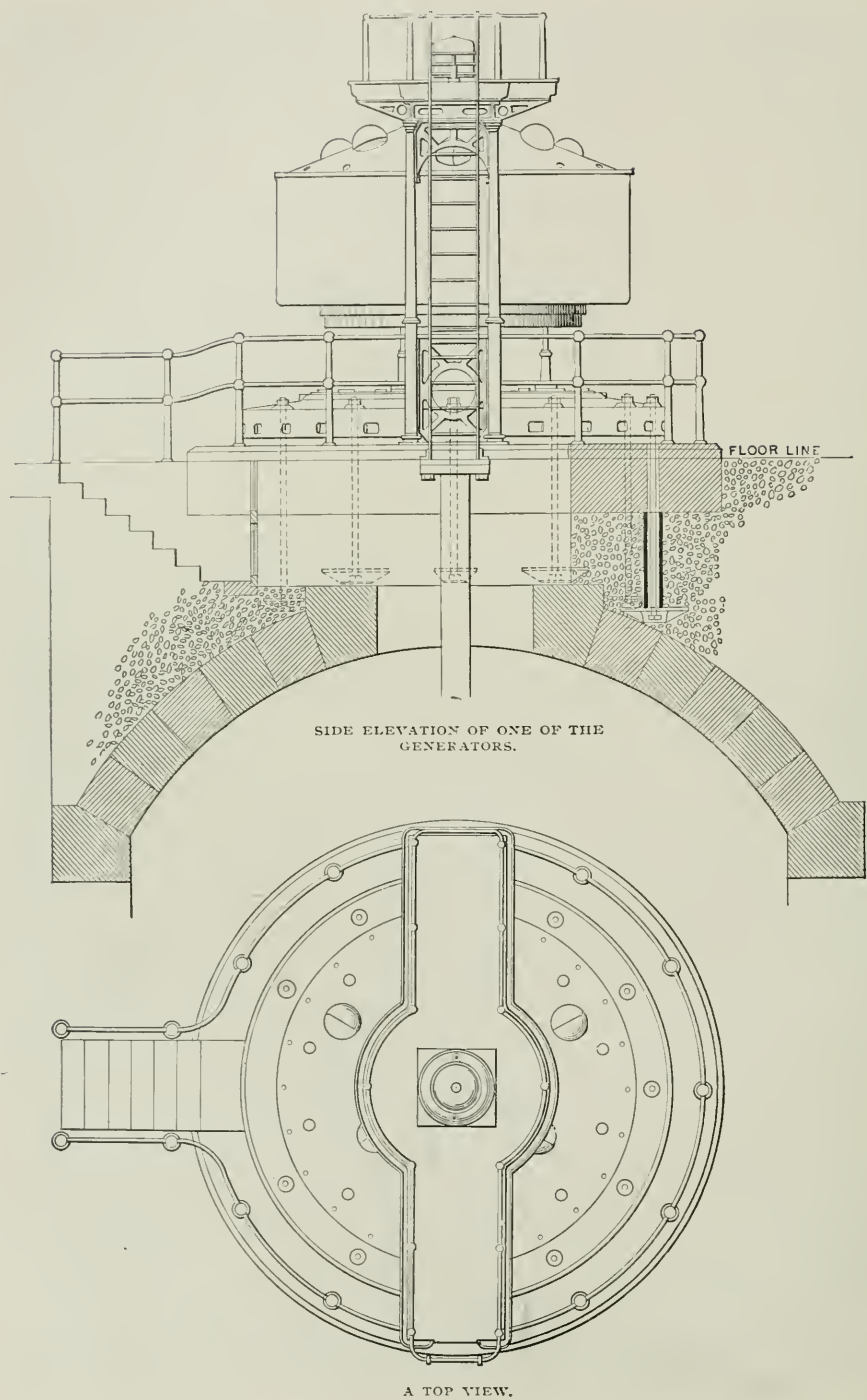 FLOOR LINE
SIDE ELEVATION OF ONE OF THE
GENERATORS.
A TOP VIEW.